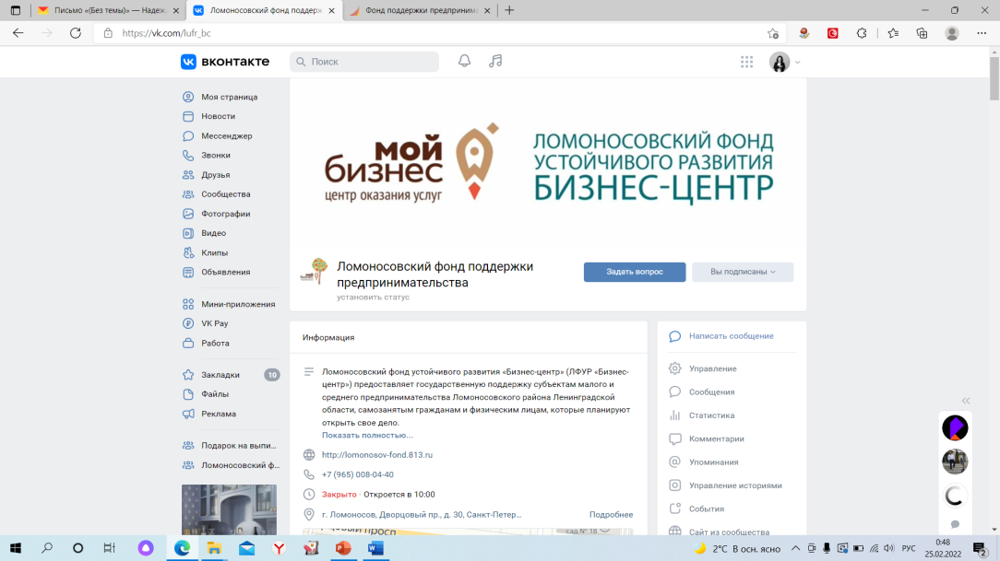 Письмо «(Без темы)» — Надеж
Ломоносовский фонд поддерж
Фонд поддержки предприним
https://vk.com/lufr_bc
вконтакте
Поиск
Моя страница
Новости
Мессенджер
Звонки
Друзья
Сообщества
Фотографии
Видео
Клипы
Объявления
Мини-приложения
VK Pay
Работа
Закладки 10
Файлы
Реклама
Подарок на выпи...
Ломоносовский ф...
мой
бизнес
центр оказания услуг
ЛОМОНОСОВСКИЙ ФОНД
УСТОЙЧИВОГО РАЗВИТИЯ
БИЗНЕС-ЦЕНТР
Ломоносовский фонд поддержки
предпринимательства
установить статус
Задать вопрос
Вы подписаны
Информация
Ломоносовский фонд устойчивого развития «Бизнес-центр» (ЛФУР «Бизнес-
центр») предоставляет государственную поддержку субъектам малого и
среднего предпринимательства Ломоносовского района Ленинградской
области, самозанятым гражданам и физическим лицам, которые планируют
открыть свое дело.
Показать полностью...
http://lomonosov-fond.813.ru
+7 (965) 008-04-40
Закрыто · Откроется в 10:00
г. Ломоносов, Дворцовый пр., д. 30, Санкт-Петер... Подробнее
сад №18
Написать сообщение
Управление
Сообщения
Статистика
Комментарии
Упоминания
Управление историями
События
Сайт из сообщества
2°C В осн. ясно
РУС
0:48
25.02.2022
2